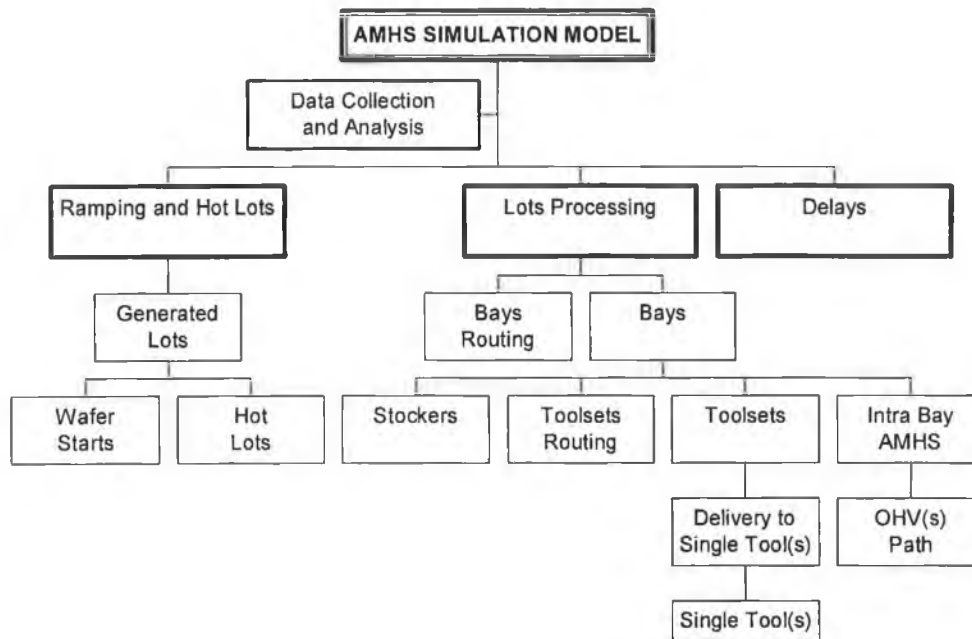 AMHS SIMULATION MODEL
Data Collection
and Analysis
Ramping and Hot Lots
Lots Processing
Delays
Generated
Lots
Bays
Routing
Bays
Wafer
Starts
Hot
Lots
Stockers
Toolsets
Routing
Toolsets
Intra Bay
AMHS
Delivery to
Single Tool(s)
OHV(s)
Path
Single Tool(s)